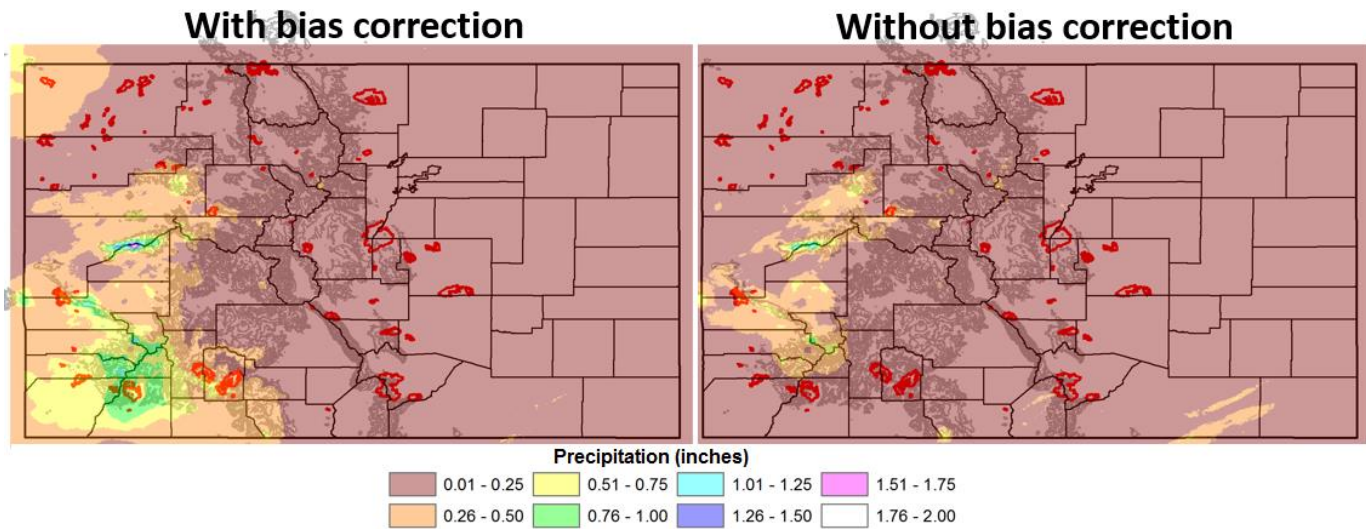 With bias correction
Without bias correction
Precipitation (inches)
0.01 - 0.25
0.51 - 0.75
1.01 - 1.25
1.51 - 1.75
0.26 - 0.50
0.76 - 1.00
1.26 - 1.50
1.76 - 2.00